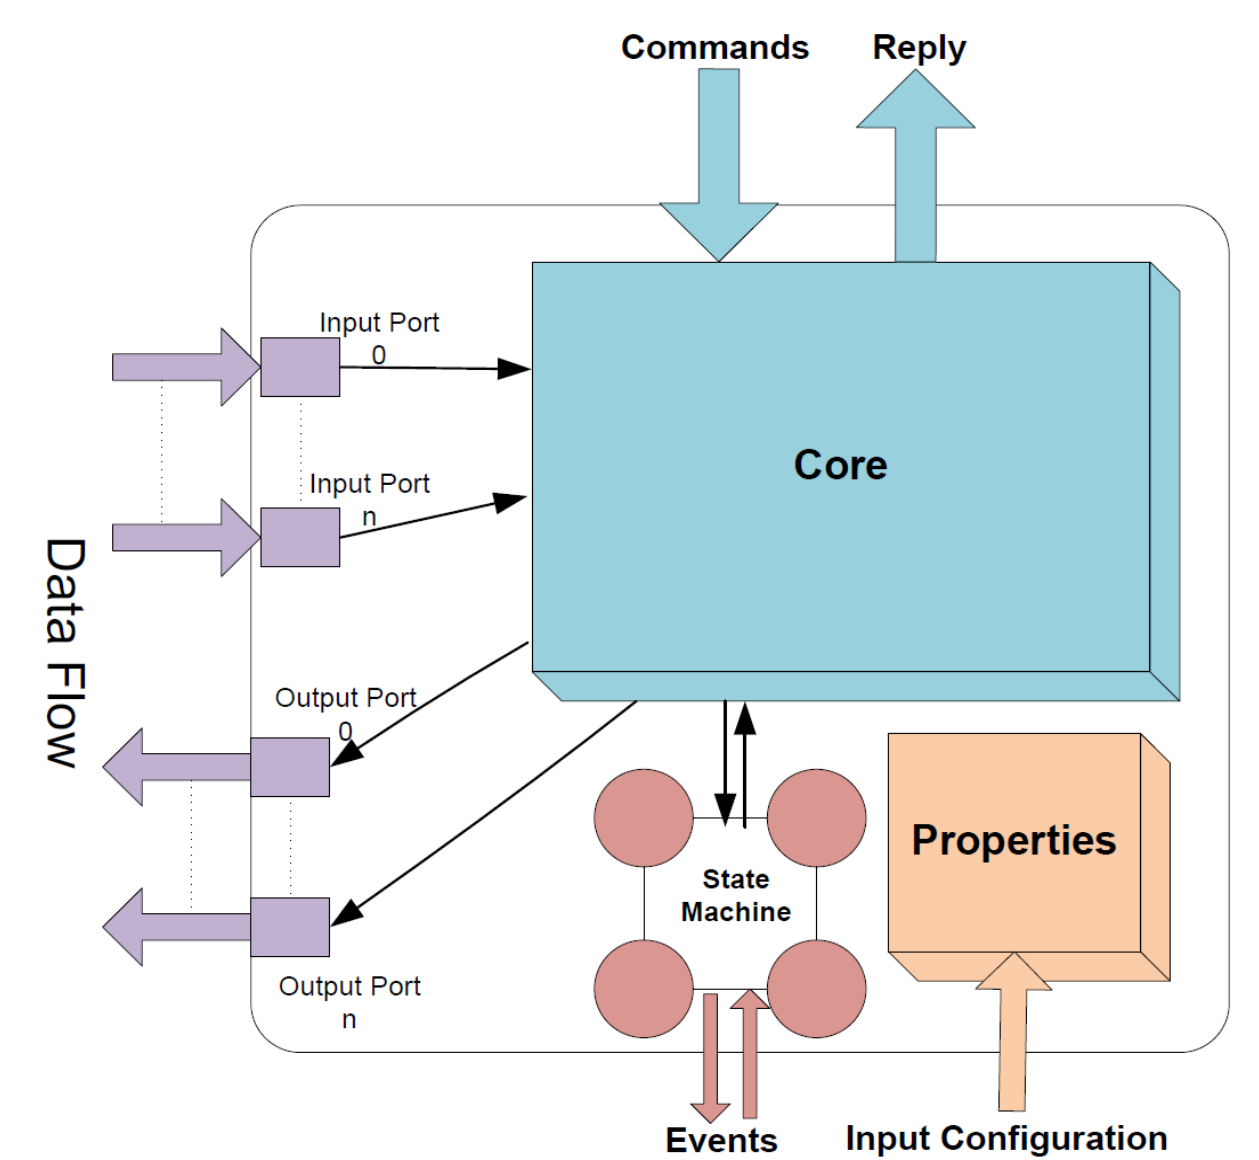 Commands
Reply
Input Port
0
Core
Input Port
n
Data Flow
Output Port
0
Properties
State
Machine
Output Port
n
Events
Input Configuration